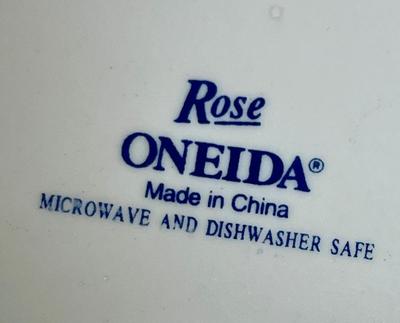 Rose
ONEIDA®
Made in China
MICROWAVE AND DISHWASHER SAFE